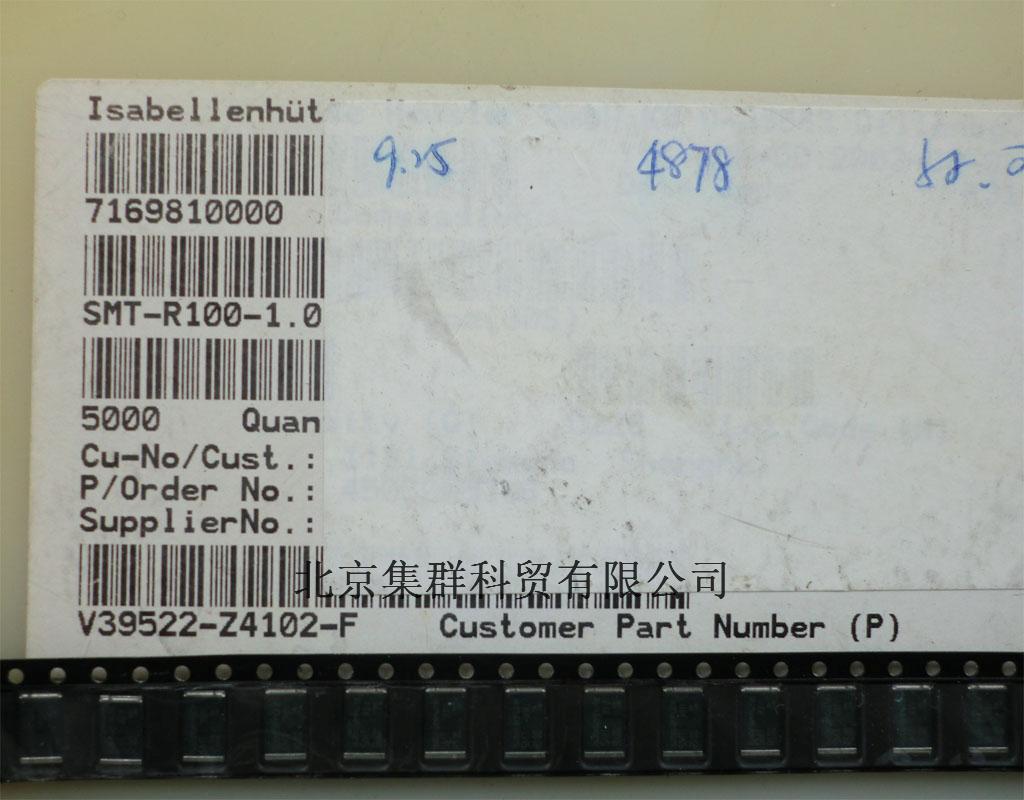 Isabellenhüt
9.25 4878
7169810000
SMT-R100-1.0
5000 Quan
Cu-No/Cust.:
P/Order No.:
SupplierNo.:
北京集群科贸有限公司
V39522-Z4102-F Customer Part Number (P)